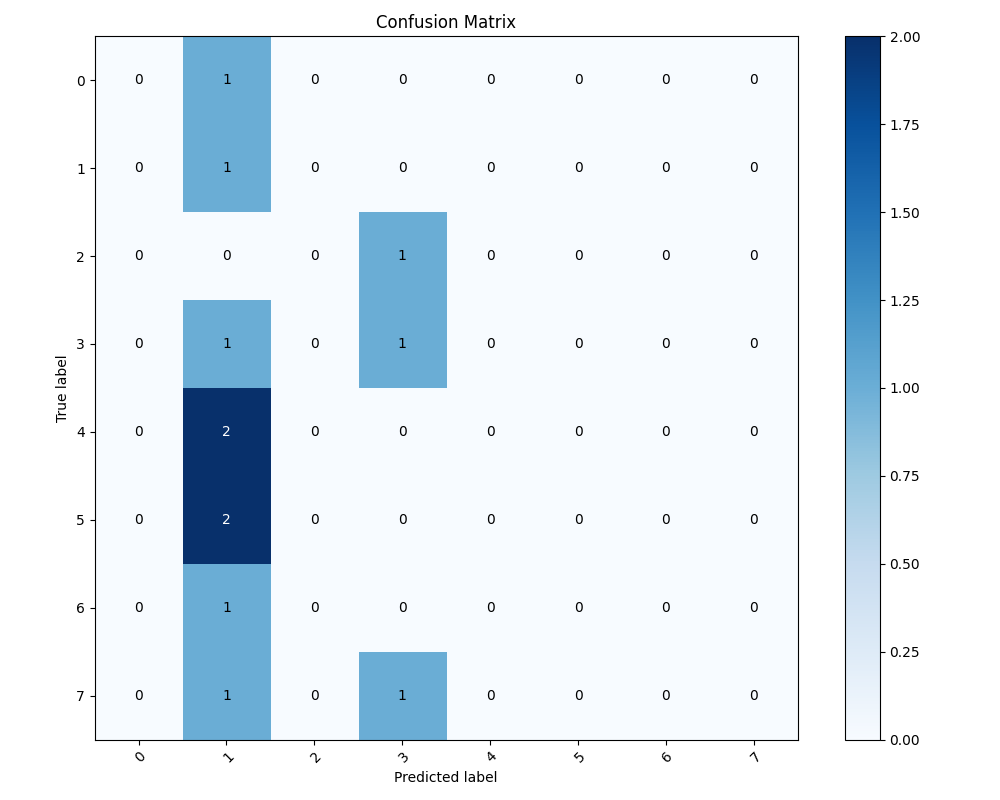 Confusion Matrix
0 0 1 0 0 0 0 0 0
1 0 1 0 0 0 0 0 0
2 0 0 0 1 0 0 0 0
3 0 1 0 1 0 0 0 0
4 0 2 0 0 0 0 0 0
5 0 2 0 0 0 0 0 0
6 0 1 0 0 0 0 0 0
7 0 1 0 1 0 0 0 0
True label
0 1 2 3 4 5 6 7
Predicted label
2.00
1.75
1.50
1.25
1.00
0.75
0.50
0.25
0.00